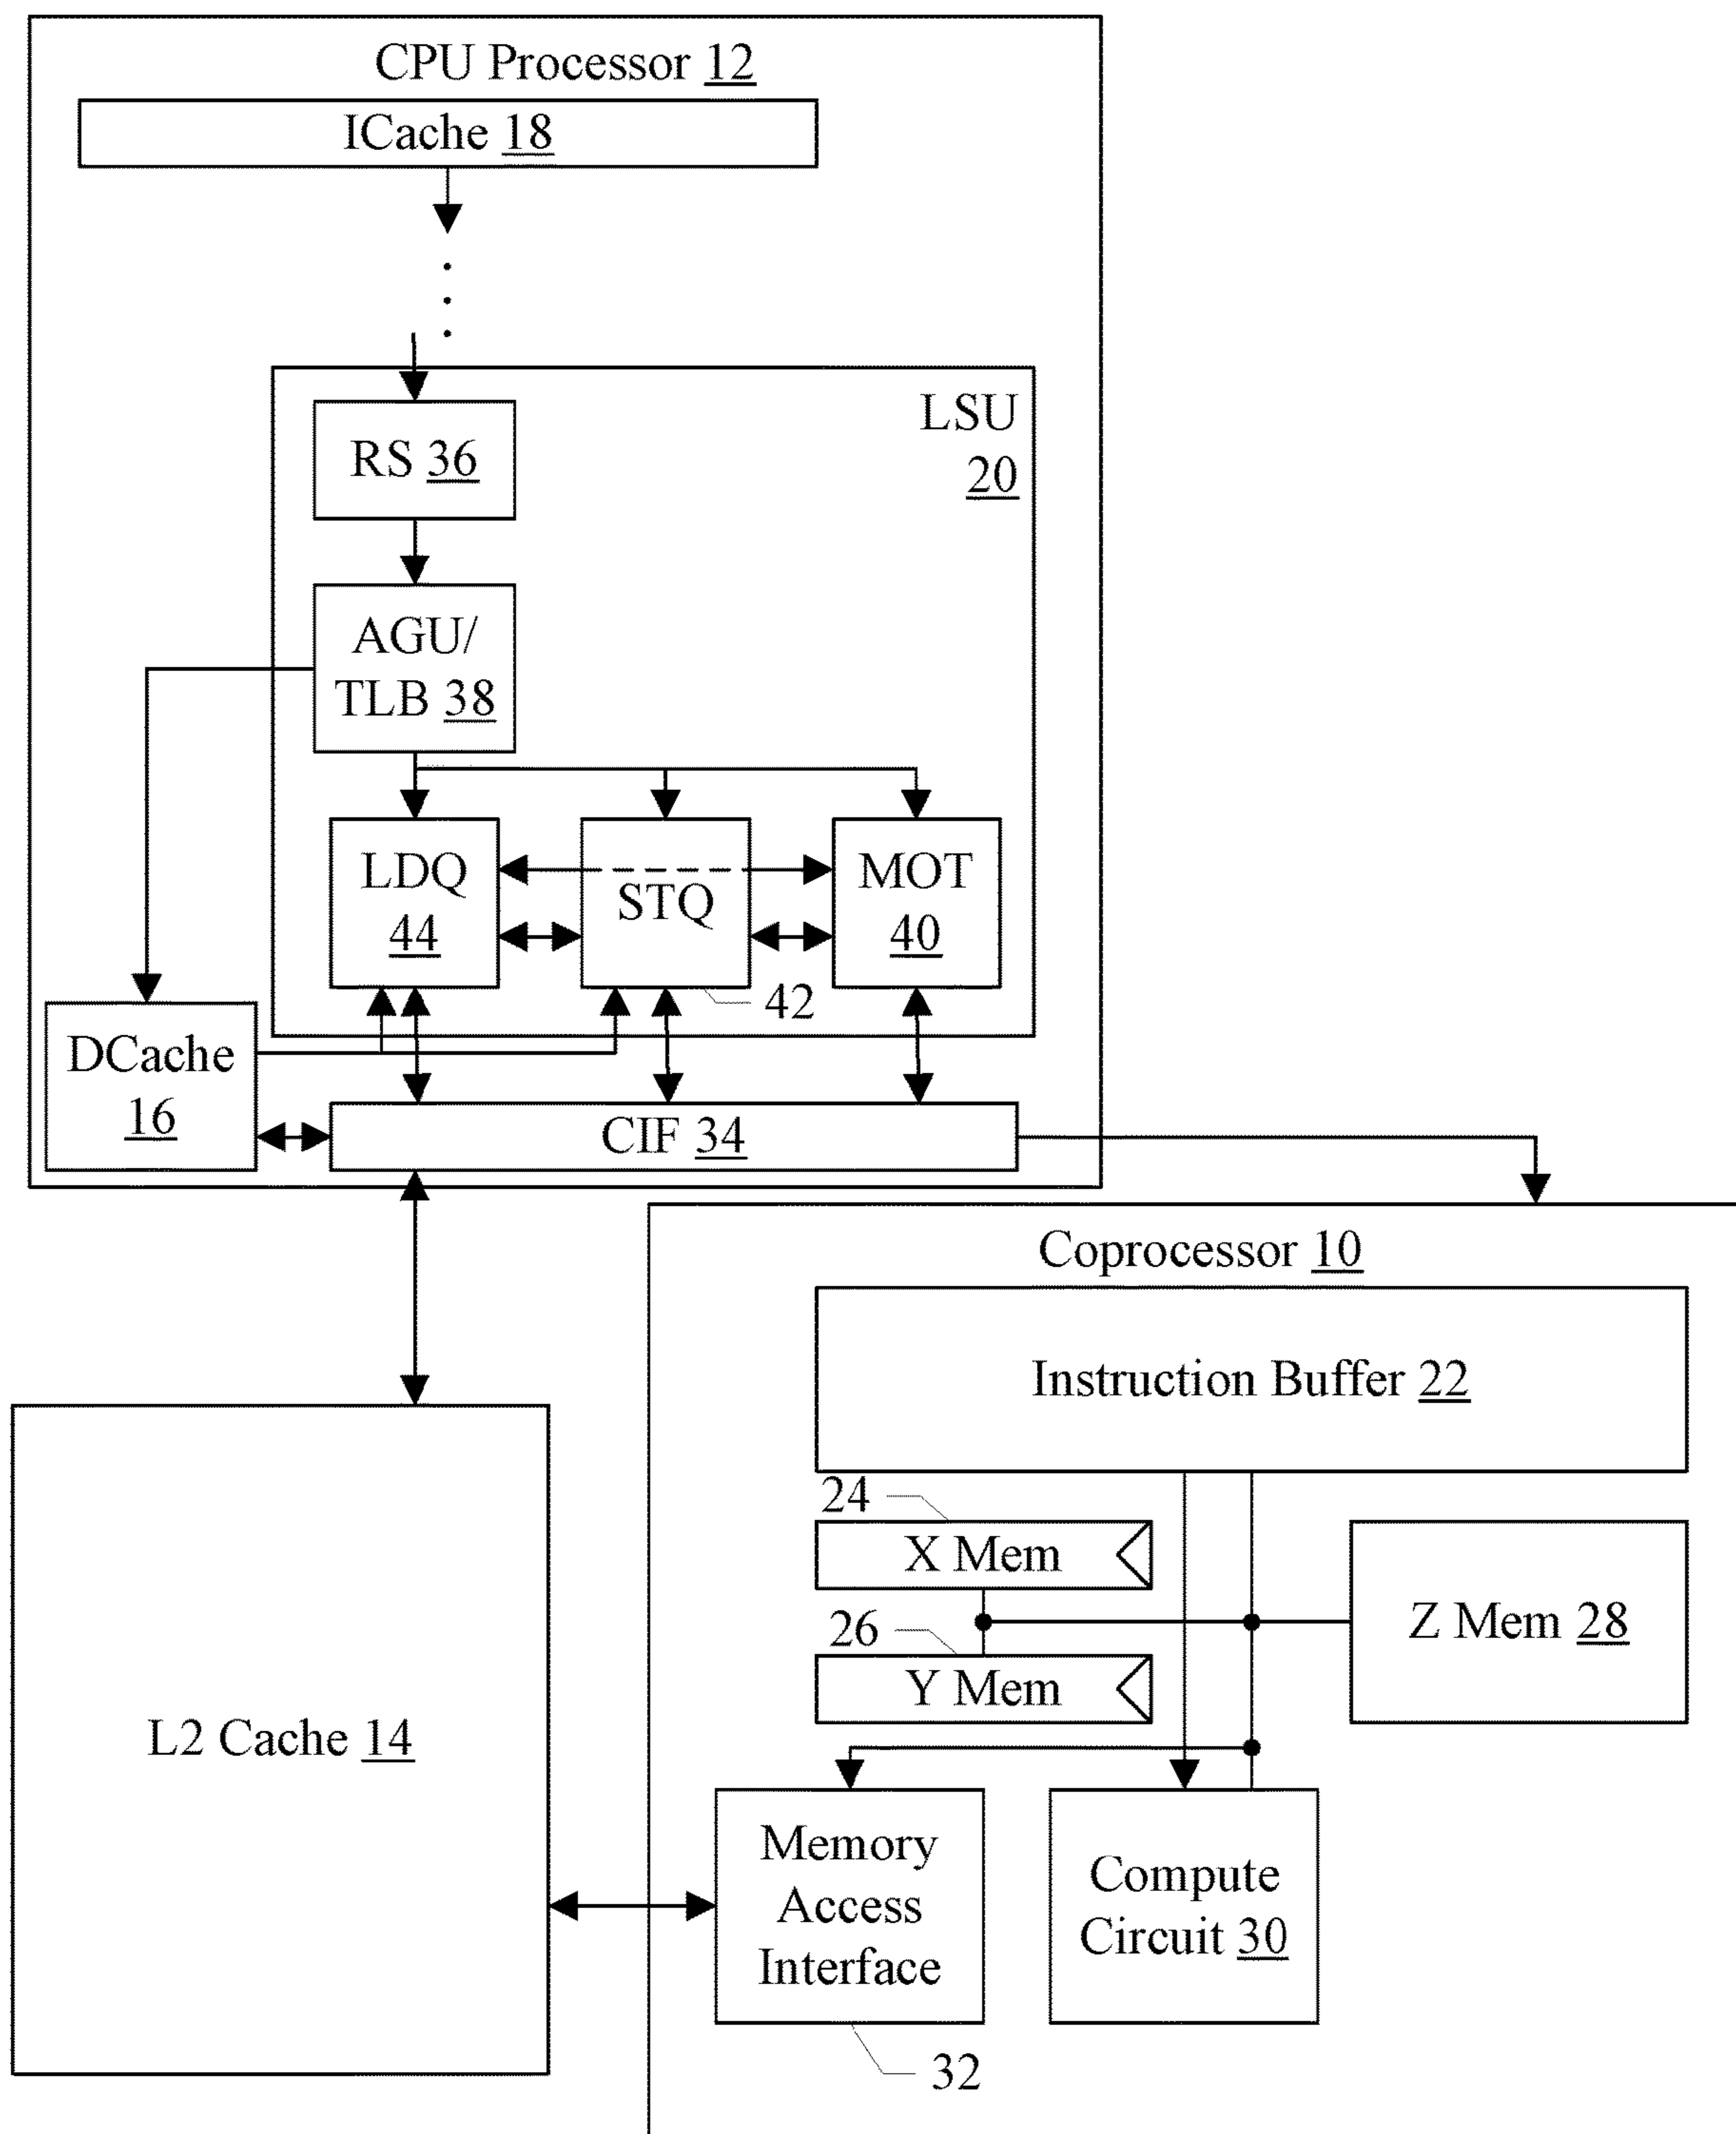 CPU Processor 12
ICache 18
LSU
20
RS 36
AGU/
TLB 38
LDQ
44
STQ
42
MOT
40
DCache
16
CIF 34
Coprocessor 10
Instruction Buffer 22
24
X Mem
26
Y Mem
Z Mem 28
L2 Cache 14
Memory
Access
Interface
32
Compute
Circuit 30